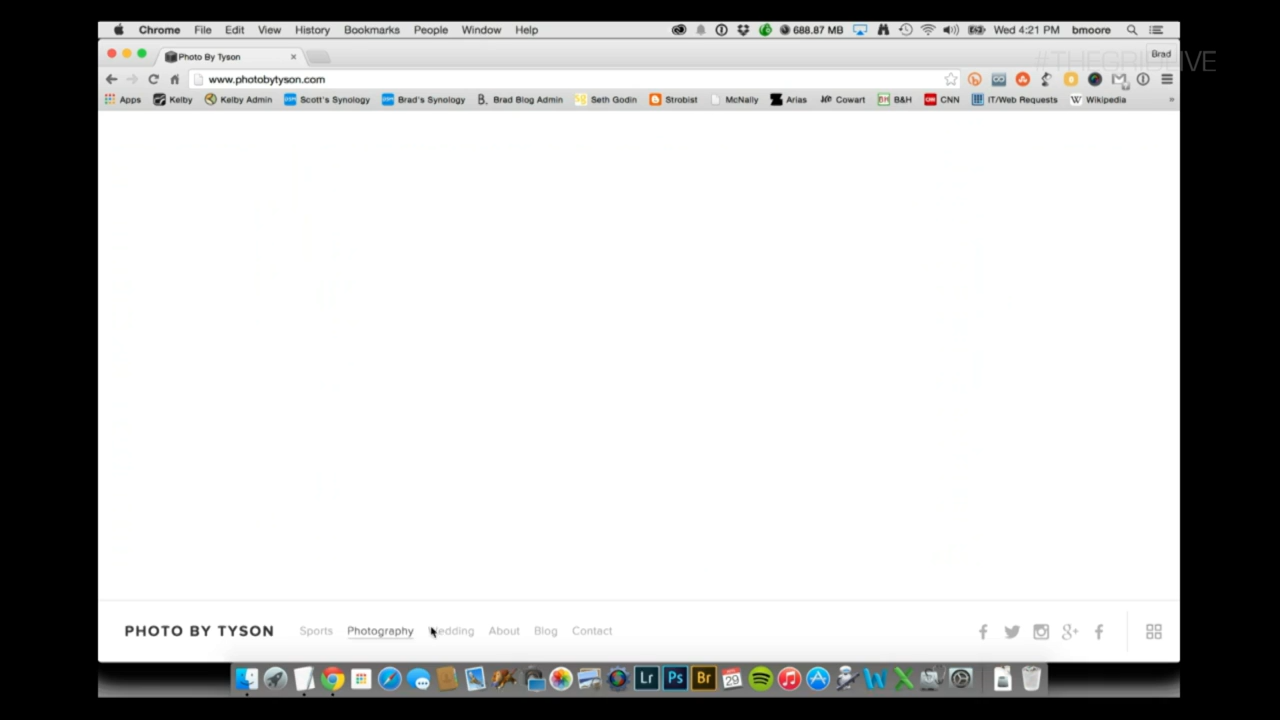 Chrome File Edit View History Bookmarks People Window Help 688.87 MB Wed 4:21 PM bmoore
Photo By Tyson Brad
#THEGRIDLIVE
www.photobytyson.com
Apps Kelby Kelby Admin Scott's Synology Brad's Synology B. Brad Blog Admin Seth Godin Strobist McNally Arias Cowart B&H CNN IT/Web Requests W Wikipedia »
PHOTO BY TYSON Sports Photography Wedding About Blog Contact
Lr Ps Br 29